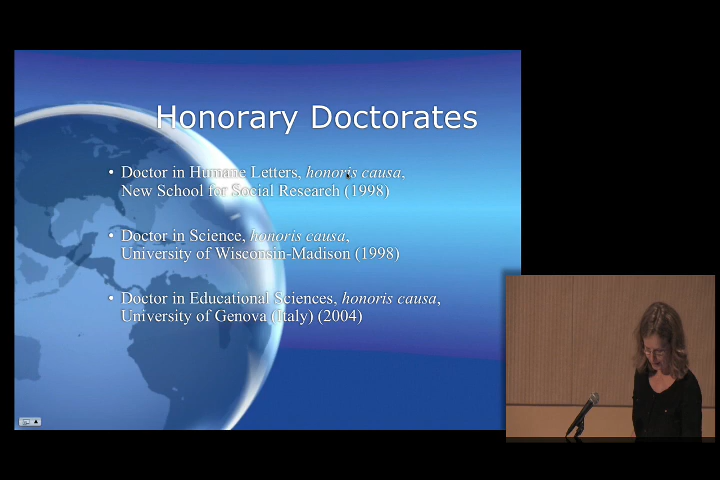 Honorary Doctorates
• Doctor in Humane Letters, honoris causa,
New School for Social Research (1998)
• Doctor in Science, honoris causa,
University of Wisconsin-Madison (1998)
• Doctor in Educational Sciences, honoris causa,
University of Genova (Italy) (2004)